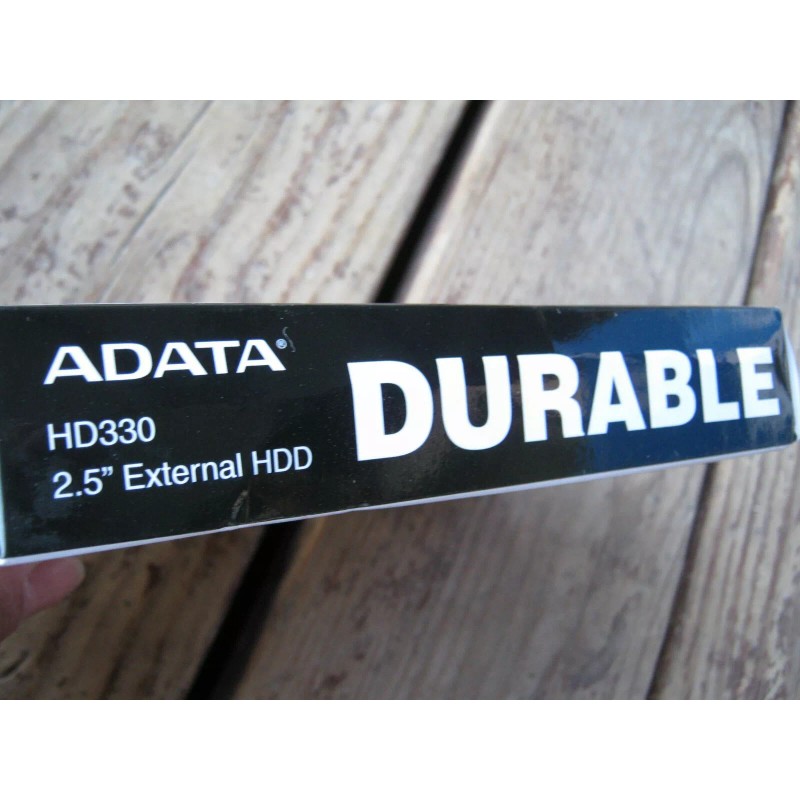 ADATA®
HD330
2.5" External HDD
DURABLE